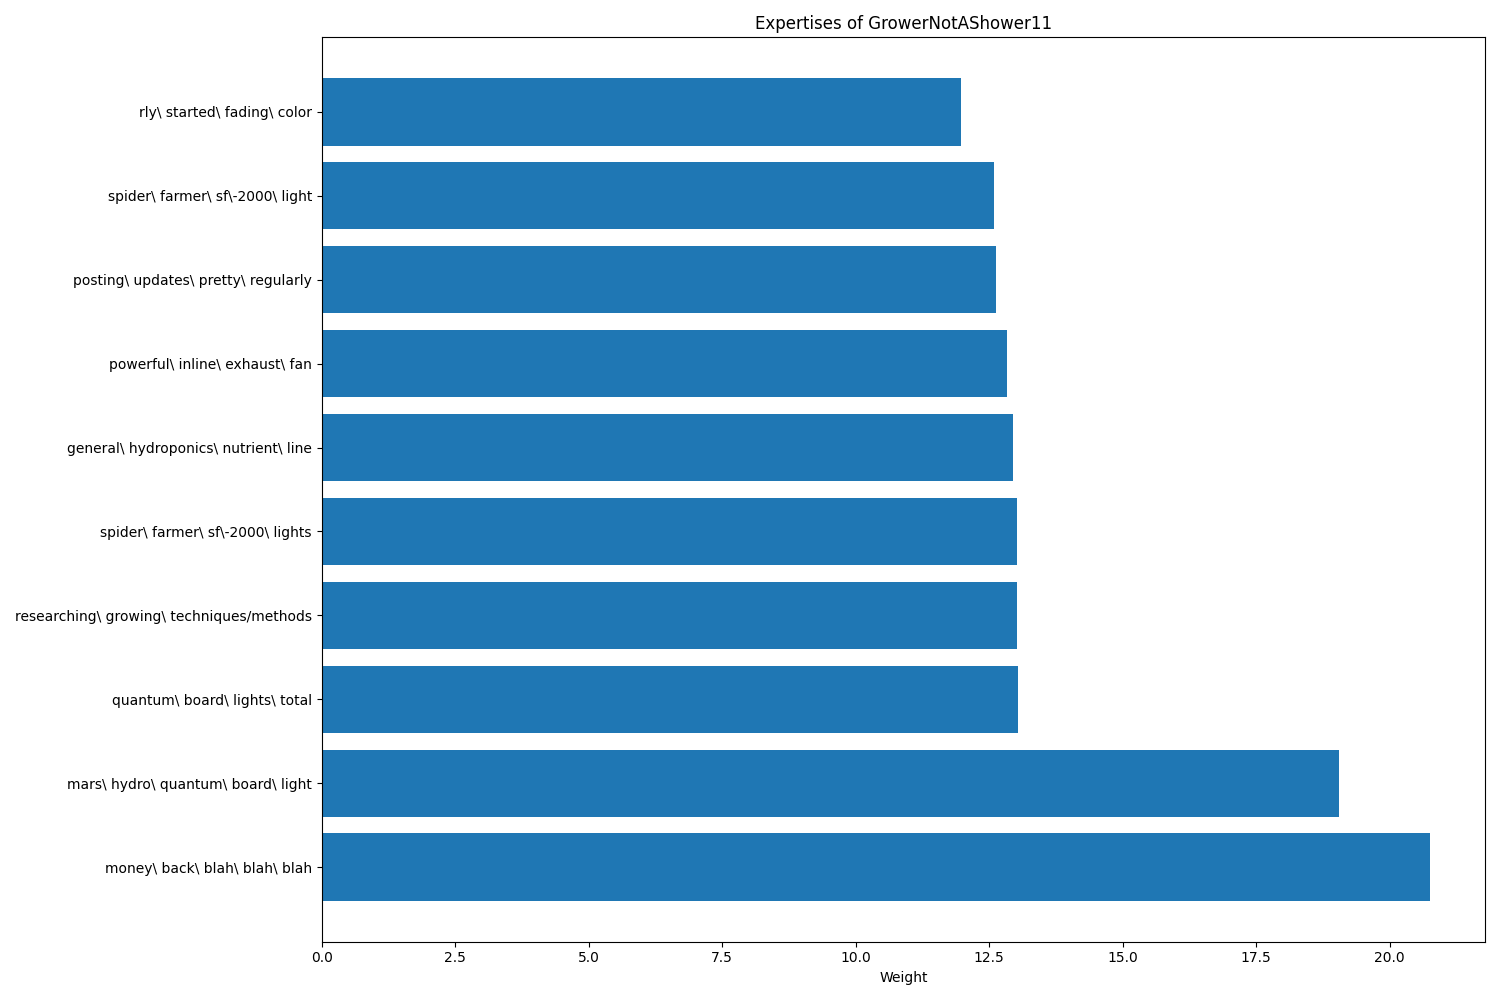 Expertises of GrowerNotAShower11
rly\ started\ fading\ color
spider\ farmer\ sf\-2000\ light
posting\ updates\ pretty\ regularly
powerful\ inline\ exhaust\ fan
general\ hydroponics\ nutrient\ line
spider\ farmer\ sf\-2000\ lights
researching\ growing\ techniques/methods
quantum\ board\ lights\ total
mars\ hydro\ quantum\ board\ light
money\ back\ blah\ blah\ blah
0.0 2.5 5.0 7.5 10.0 12.5 15.0 17.5 20.0
Weight